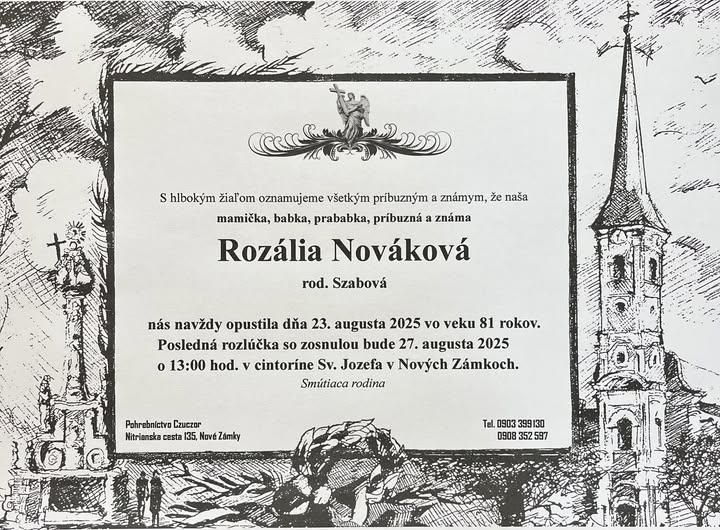 S hlbokým žiaľom oznamujeme všetkým príbuzným a známym, že naša
mamička, babka, prababka, príbuzná a známa
Rozália Nováková
rod. Szabová
nás navždy opustila dňa 23. augusta 2025 vo veku 81 rokov.
Posledná rozlúčka so zosnulou bude 27. augusta 2025
o 13:00 hod. v cintoríne Sv. Jozefa v Nových Zámkoch.
Smútiaca rodina
Pohrebníctvo Czuczor
Nitrianska cesta 135, Nové Zámky
Tel. 0903 399130
0908 352 597